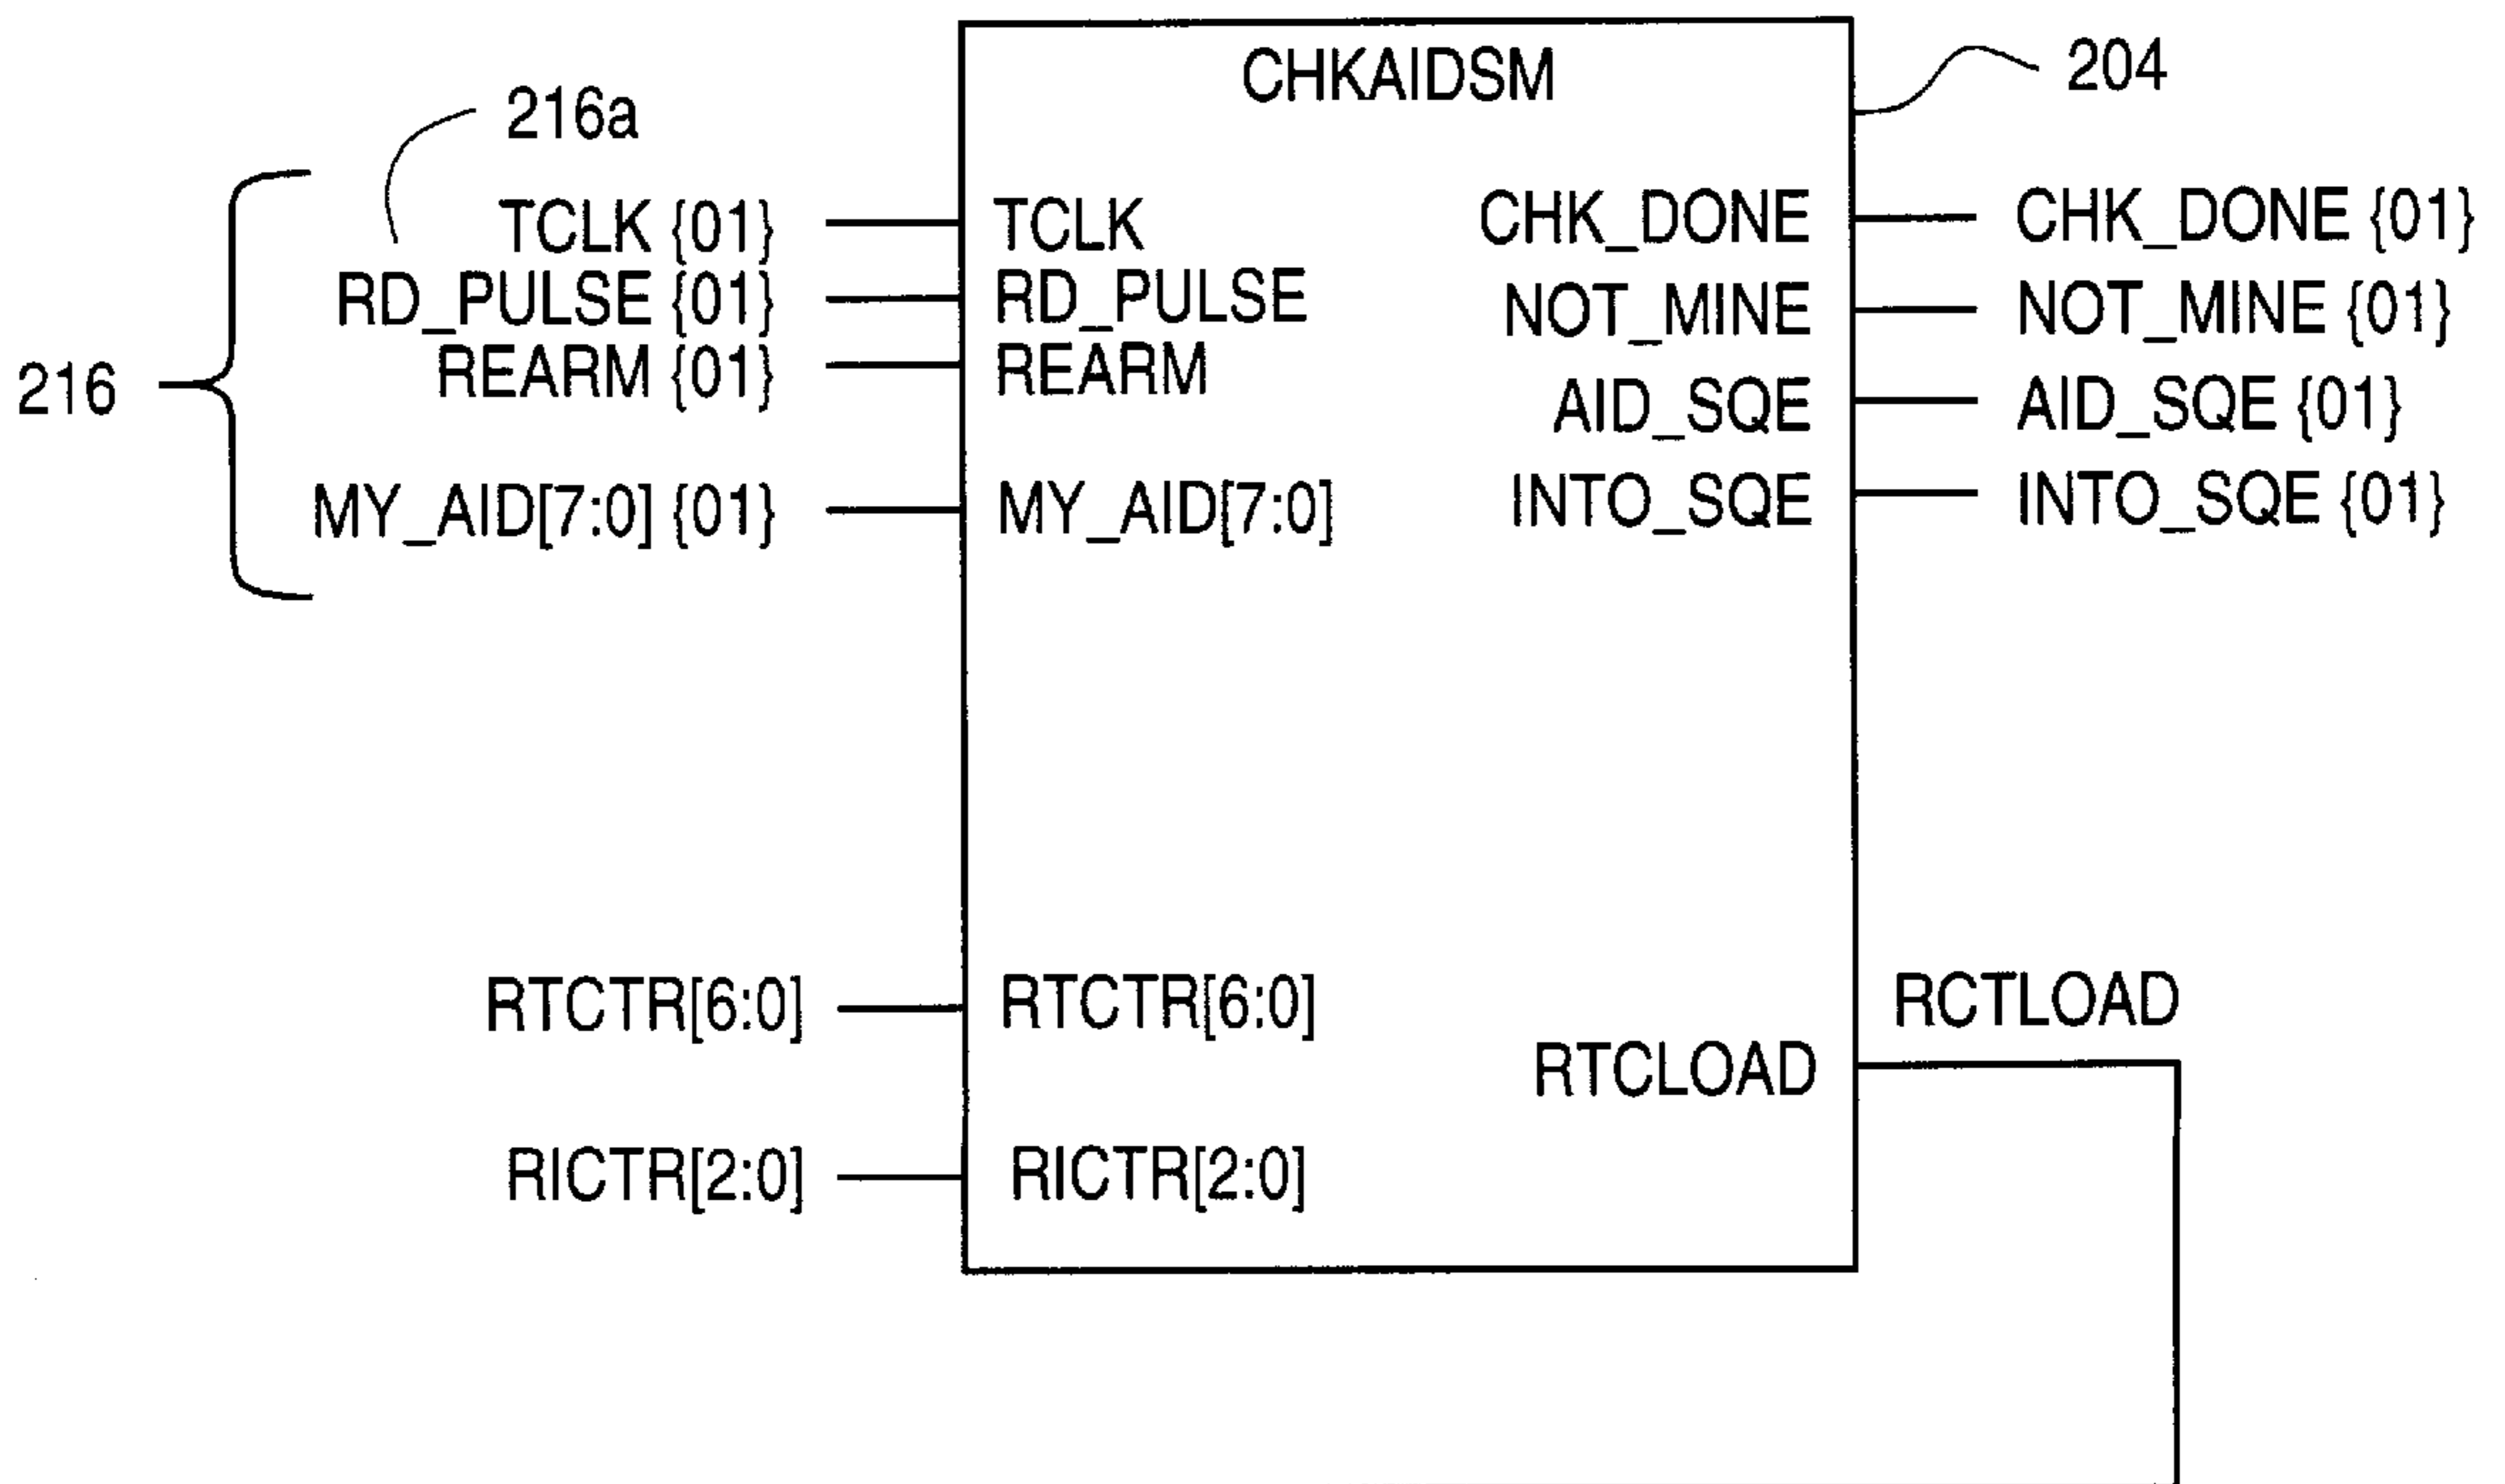 CHKAIDSM
204
216a
216
TCLK {01}
TCLK
CHK_DONE
CHK_DONE {01}
RD_PULSE {01}
RD_PULSE
NOT_MINE
NOT_MINE {01}
REARM {01}
REARM
AID_SQE
AID_SQE {01}
MY_AID[7:0] {01}
MY_AID[7:0]
INTO_SQE
INTO_SQE {01}
RTCTR[6:0]
RTCTR[6:0]
RCTLOAD
RTCLOAD
RICTR[2:0]
RICTR[2:0]